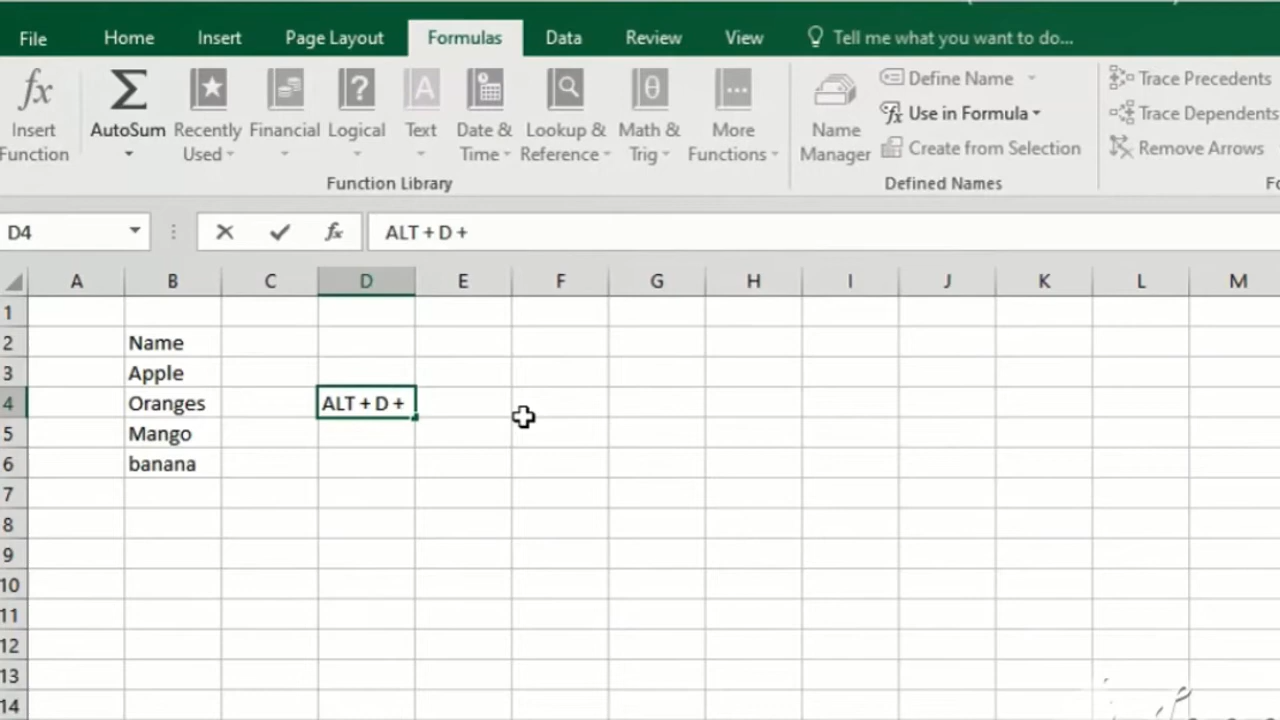 File Home Insert Page Layout Formulas Data Review View Tell me what you want to do...
fx Σ A θ Define Name Trace Precedents
Insert Function AutoSum Recently Used Financial Logical Text Date & Time Lookup & Reference Math & Trig More Functions Name Manager Use in Formula Trace Dependents
Create from Selection Remove Arrows
Function Library Defined Names Fo
D4 fx ALT + D +
A B C D E F G H I J K L M
1
2 Name
3 Apple
4 Oranges ALT + D +
5 Mango
6 banana
7
8
9
10
11
12
13
14